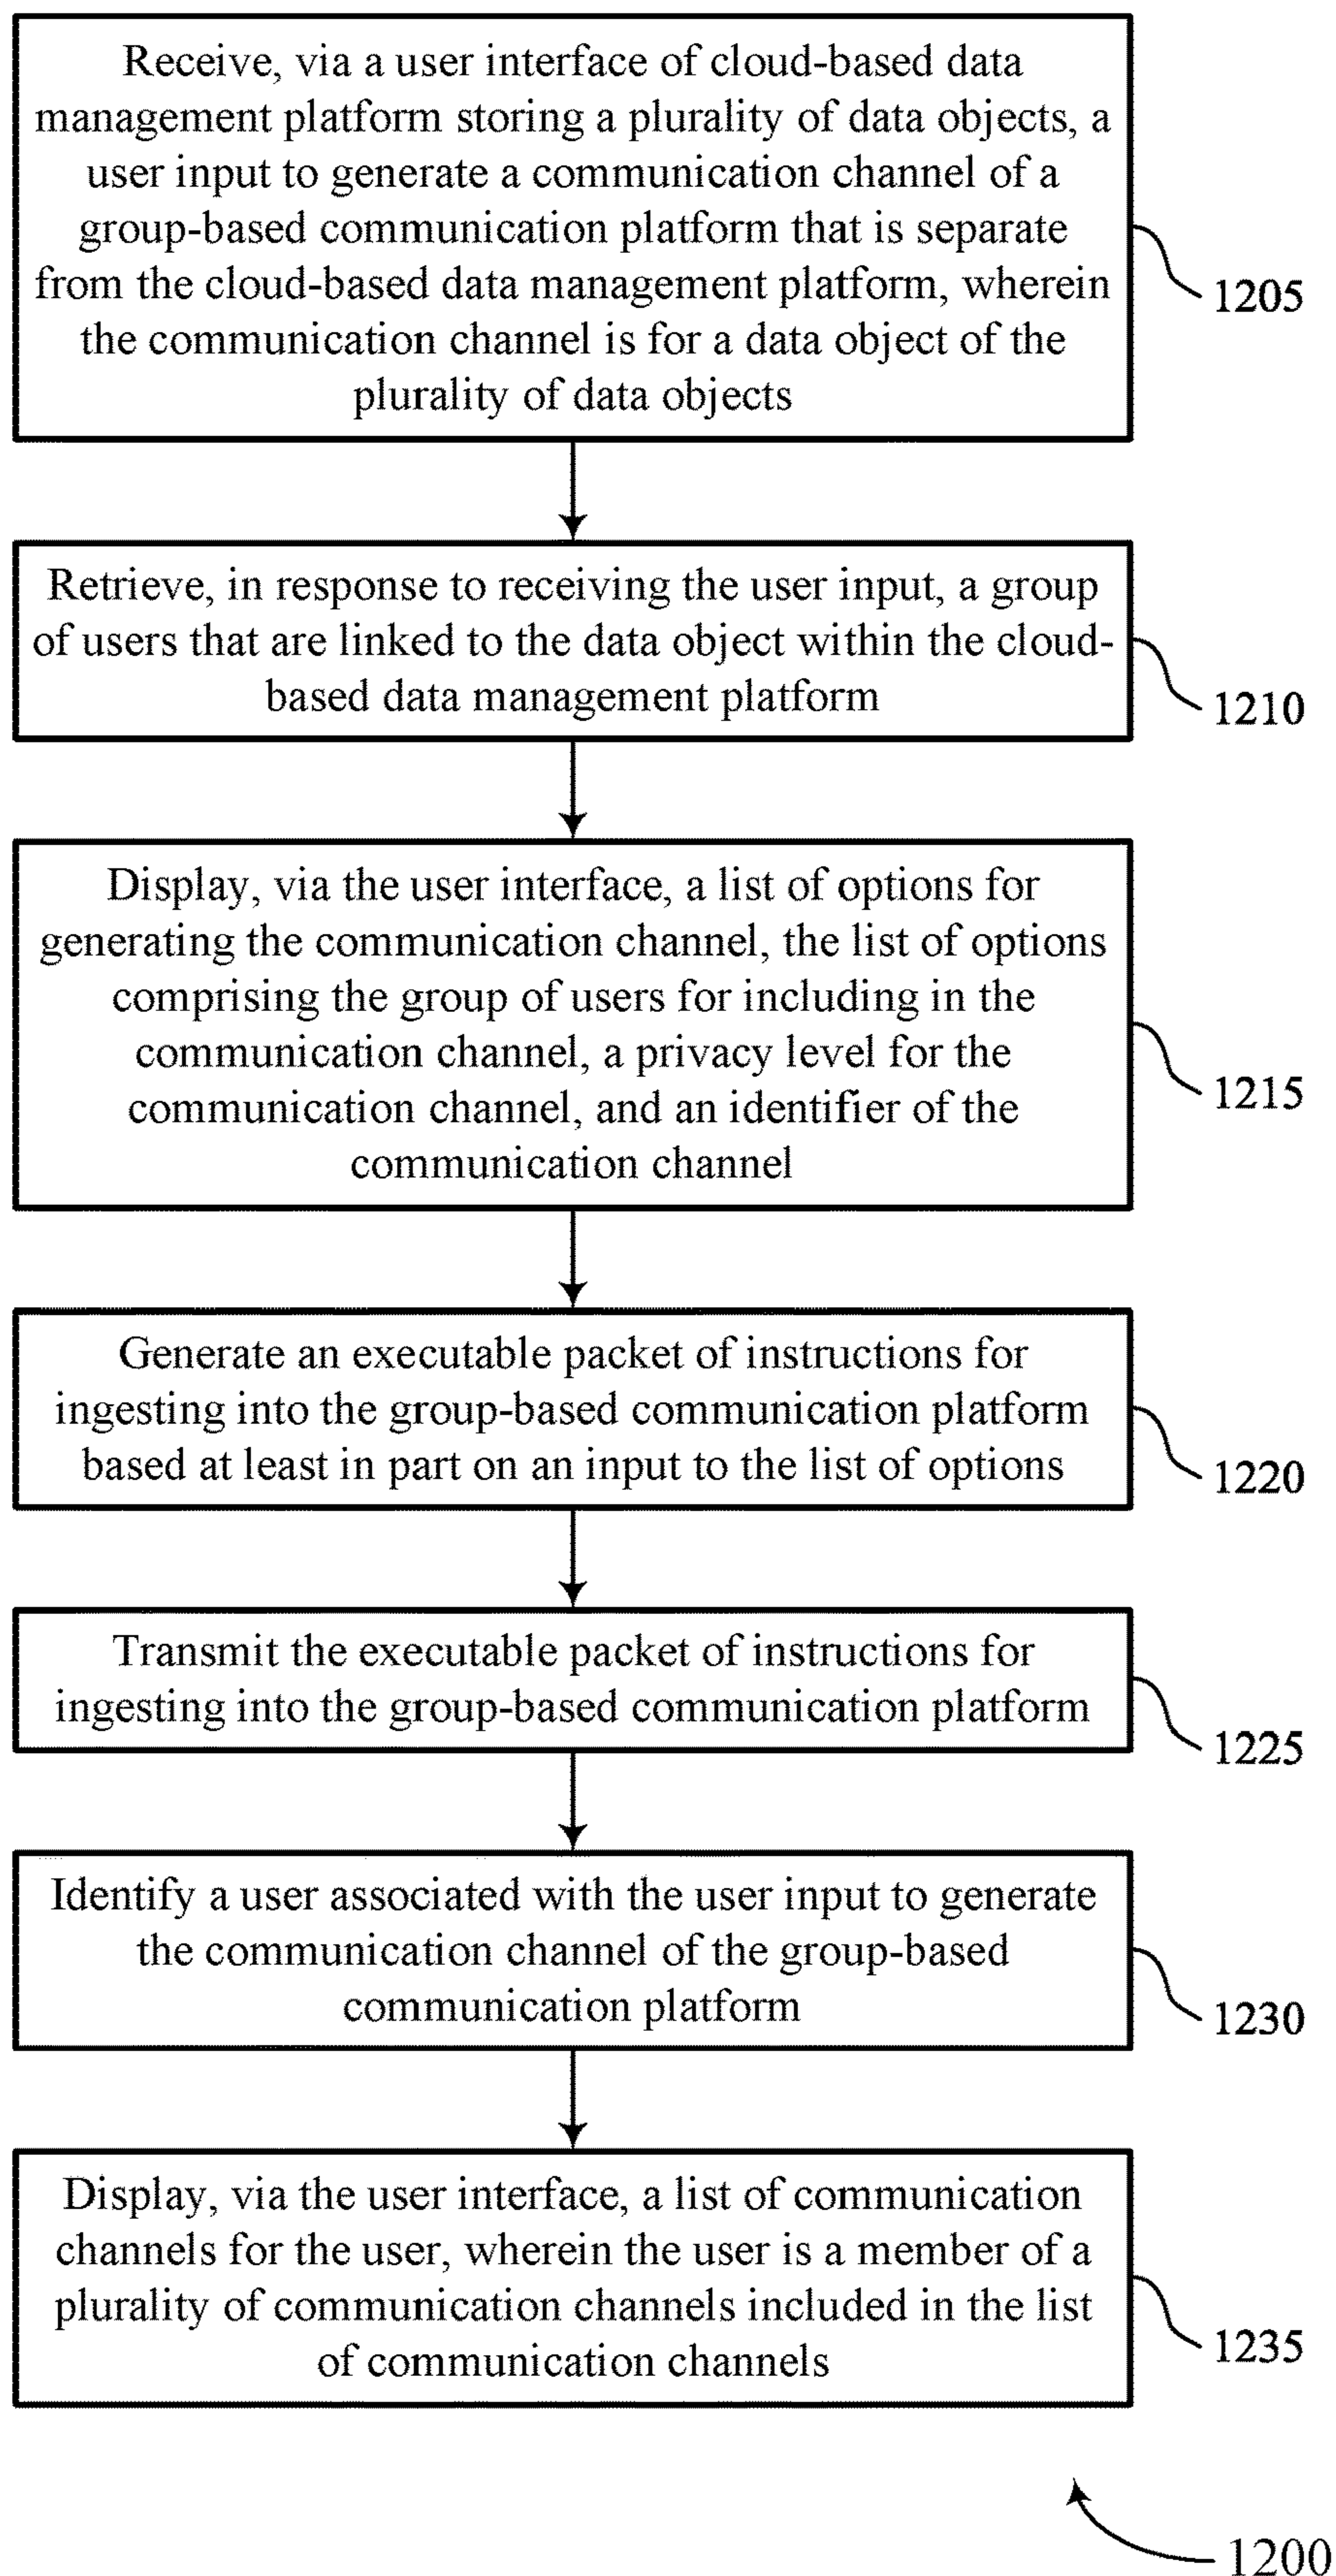 Receive, via a user interface of cloud-based data
management platform storing a plurality of data objects, a
user input to generate a communication channel of a
group-based communication platform that is separate
from the cloud-based data management platform, wherein
the communication channel is for a data object of the
plurality of data objects
1205
Retrieve, in response to receiving the user input, a group
of users that are linked to the data object within the cloud-
based data management platform
1210
Display, via the user interface, a list of options for
generating the communication channel, the list of options
comprising the group of users for including in the
communication channel, a privacy level for the
communication channel, and an identifier of the
communication channel
1215
Generate an executable packet of instructions for
ingesting into the group-based communication platform
based at least in part on an input to the list of options
1220
Transmit the executable packet of instructions for
ingesting into the group-based communication platform
1225
Identify a user associated with the user input to generate
the communication channel of the group-based
communication platform
1230
Display, via the user interface, a list of communication
channels for the user, wherein the user is a member of a
plurality of communication channels included in the list
of communication channels
1235
1200